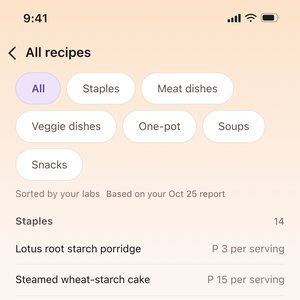 9:41
All recipes
All
Staples
Meat dishes
Veggie dishes
One-pot
Soups
Snacks
Sorted by your labs Based on your Oct 25 report
Staples 14
Lotus root starch porridge P 3 per serving
Steamed wheat-starch cake P 15 per serving